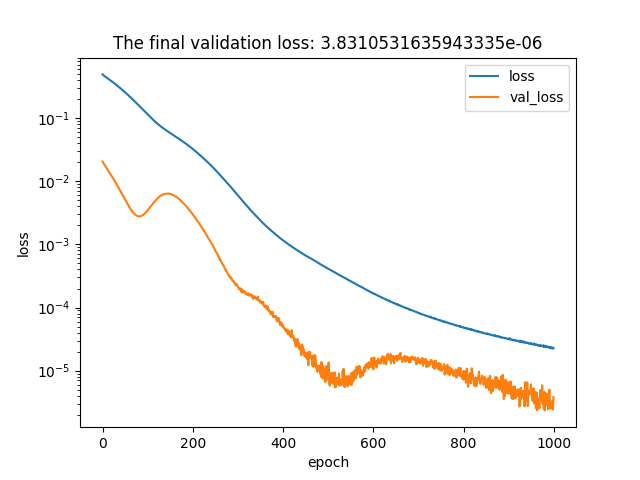 The final validation loss: 3.8310531635943335e-06
loss
val_loss
10⁻¹
10⁻²
10⁻³
10⁻⁴
10⁻⁵
loss
0 200 400 600 800 1000
epoch